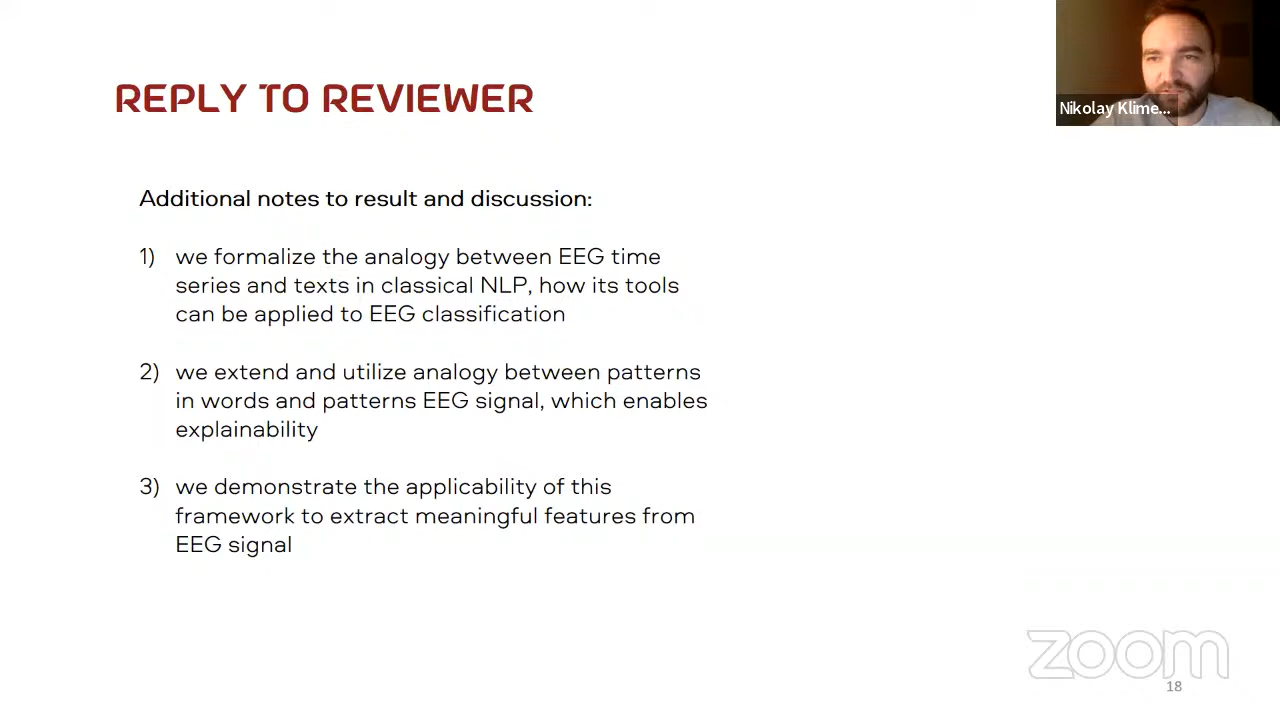 REPLY TO REVIEWER
Nikolay Klime...
Additional notes to result and discussion:
1) we formalize the analogy between EEG time
series and texts in classical NLP, how its tools
can be applied to EEG classification
2) we extend and utilize analogy between patterns
in words and patterns EEG signal, which enables
explainability
3) we demonstrate the applicability of this
framework to extract meaningful features from
EEG signal
zoom
18